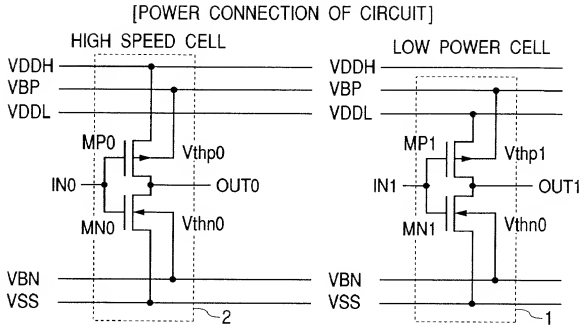 [POWER CONNECTION OF CIRCUIT]
HIGH SPEED CELL
LOW POWER CELL
VDDH
VBP
VDDL
MP0
Vthp0
IN0
OUT0
MN0
Vthn0
VBN
VSS
2
VDDH
VBP
VDDL
MP1
Vthp1
IN1
OUT1
MN1
Vthn0
VBN
VSS
1